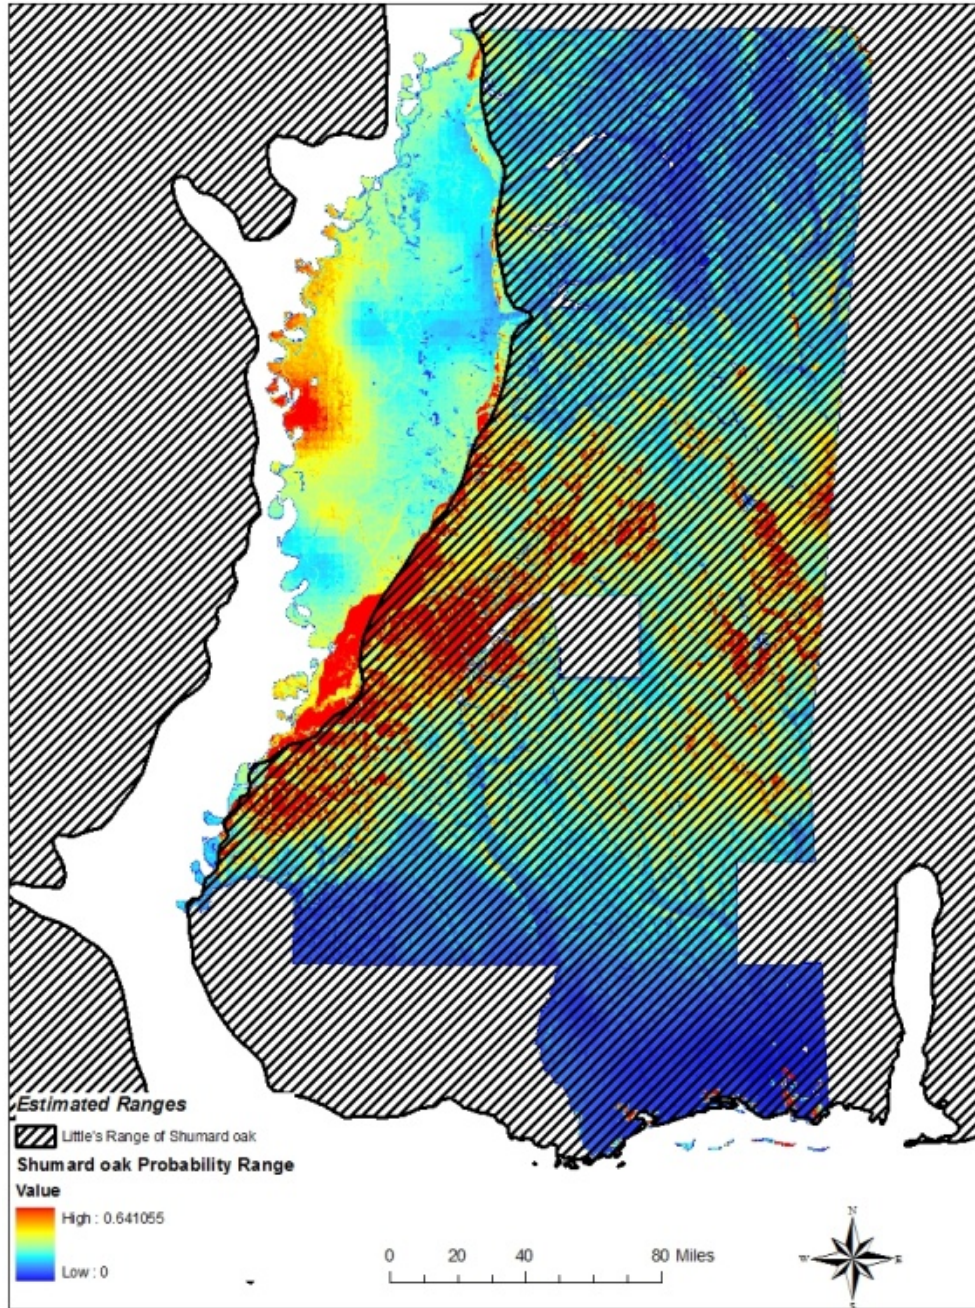 Estimated Ranges
Little's Range of Shumard oak
Shumard oak Probability Range
Value
High : 0.641055
Low : 0
0 20 40 80 Miles
N
W E
S